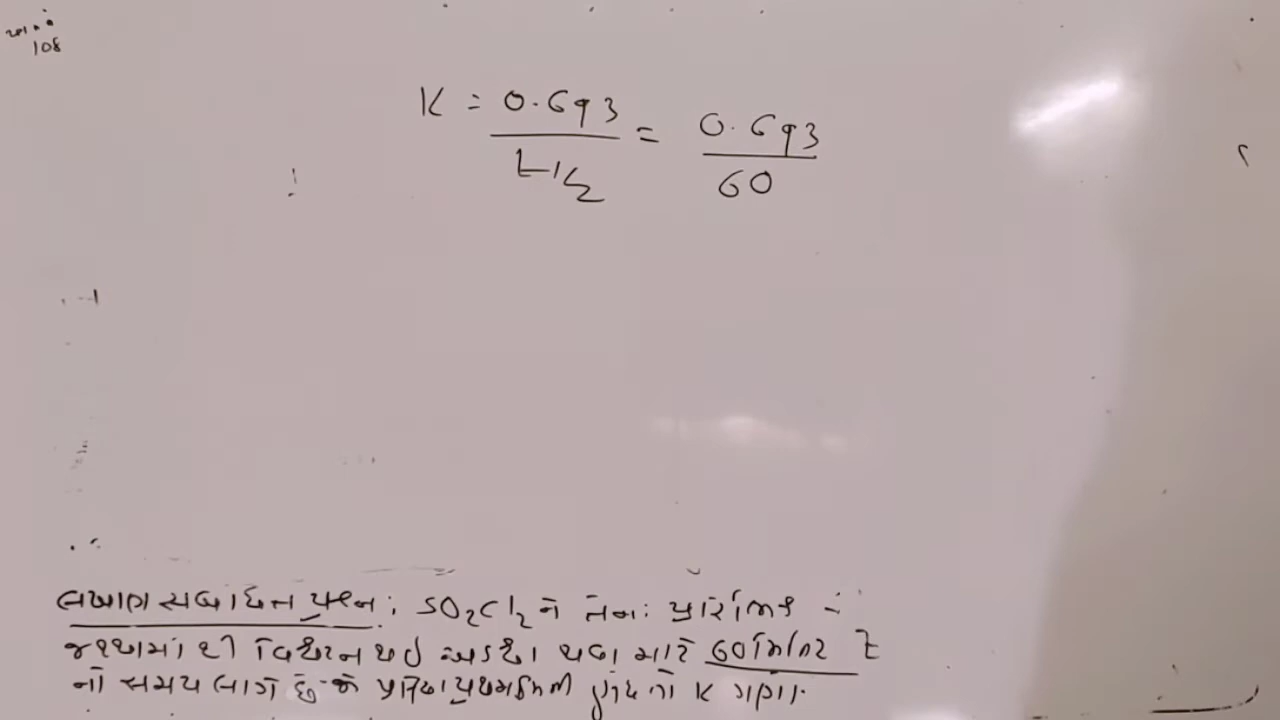 108
K = 0.693 / t1/2 = 0.693 / 60
લખાણ સબંધિત પ્રશ્ન: SO2Cl2 ને તેના પ્રારંભિક
જથ્થામાંથી વિઘટન થઈ અડધા થવા માટે 60 મિનિટ
નો સમય લાગે છે જો પ્રક્રિયા પ્રથમક્રમની હોય તો K ગણો.